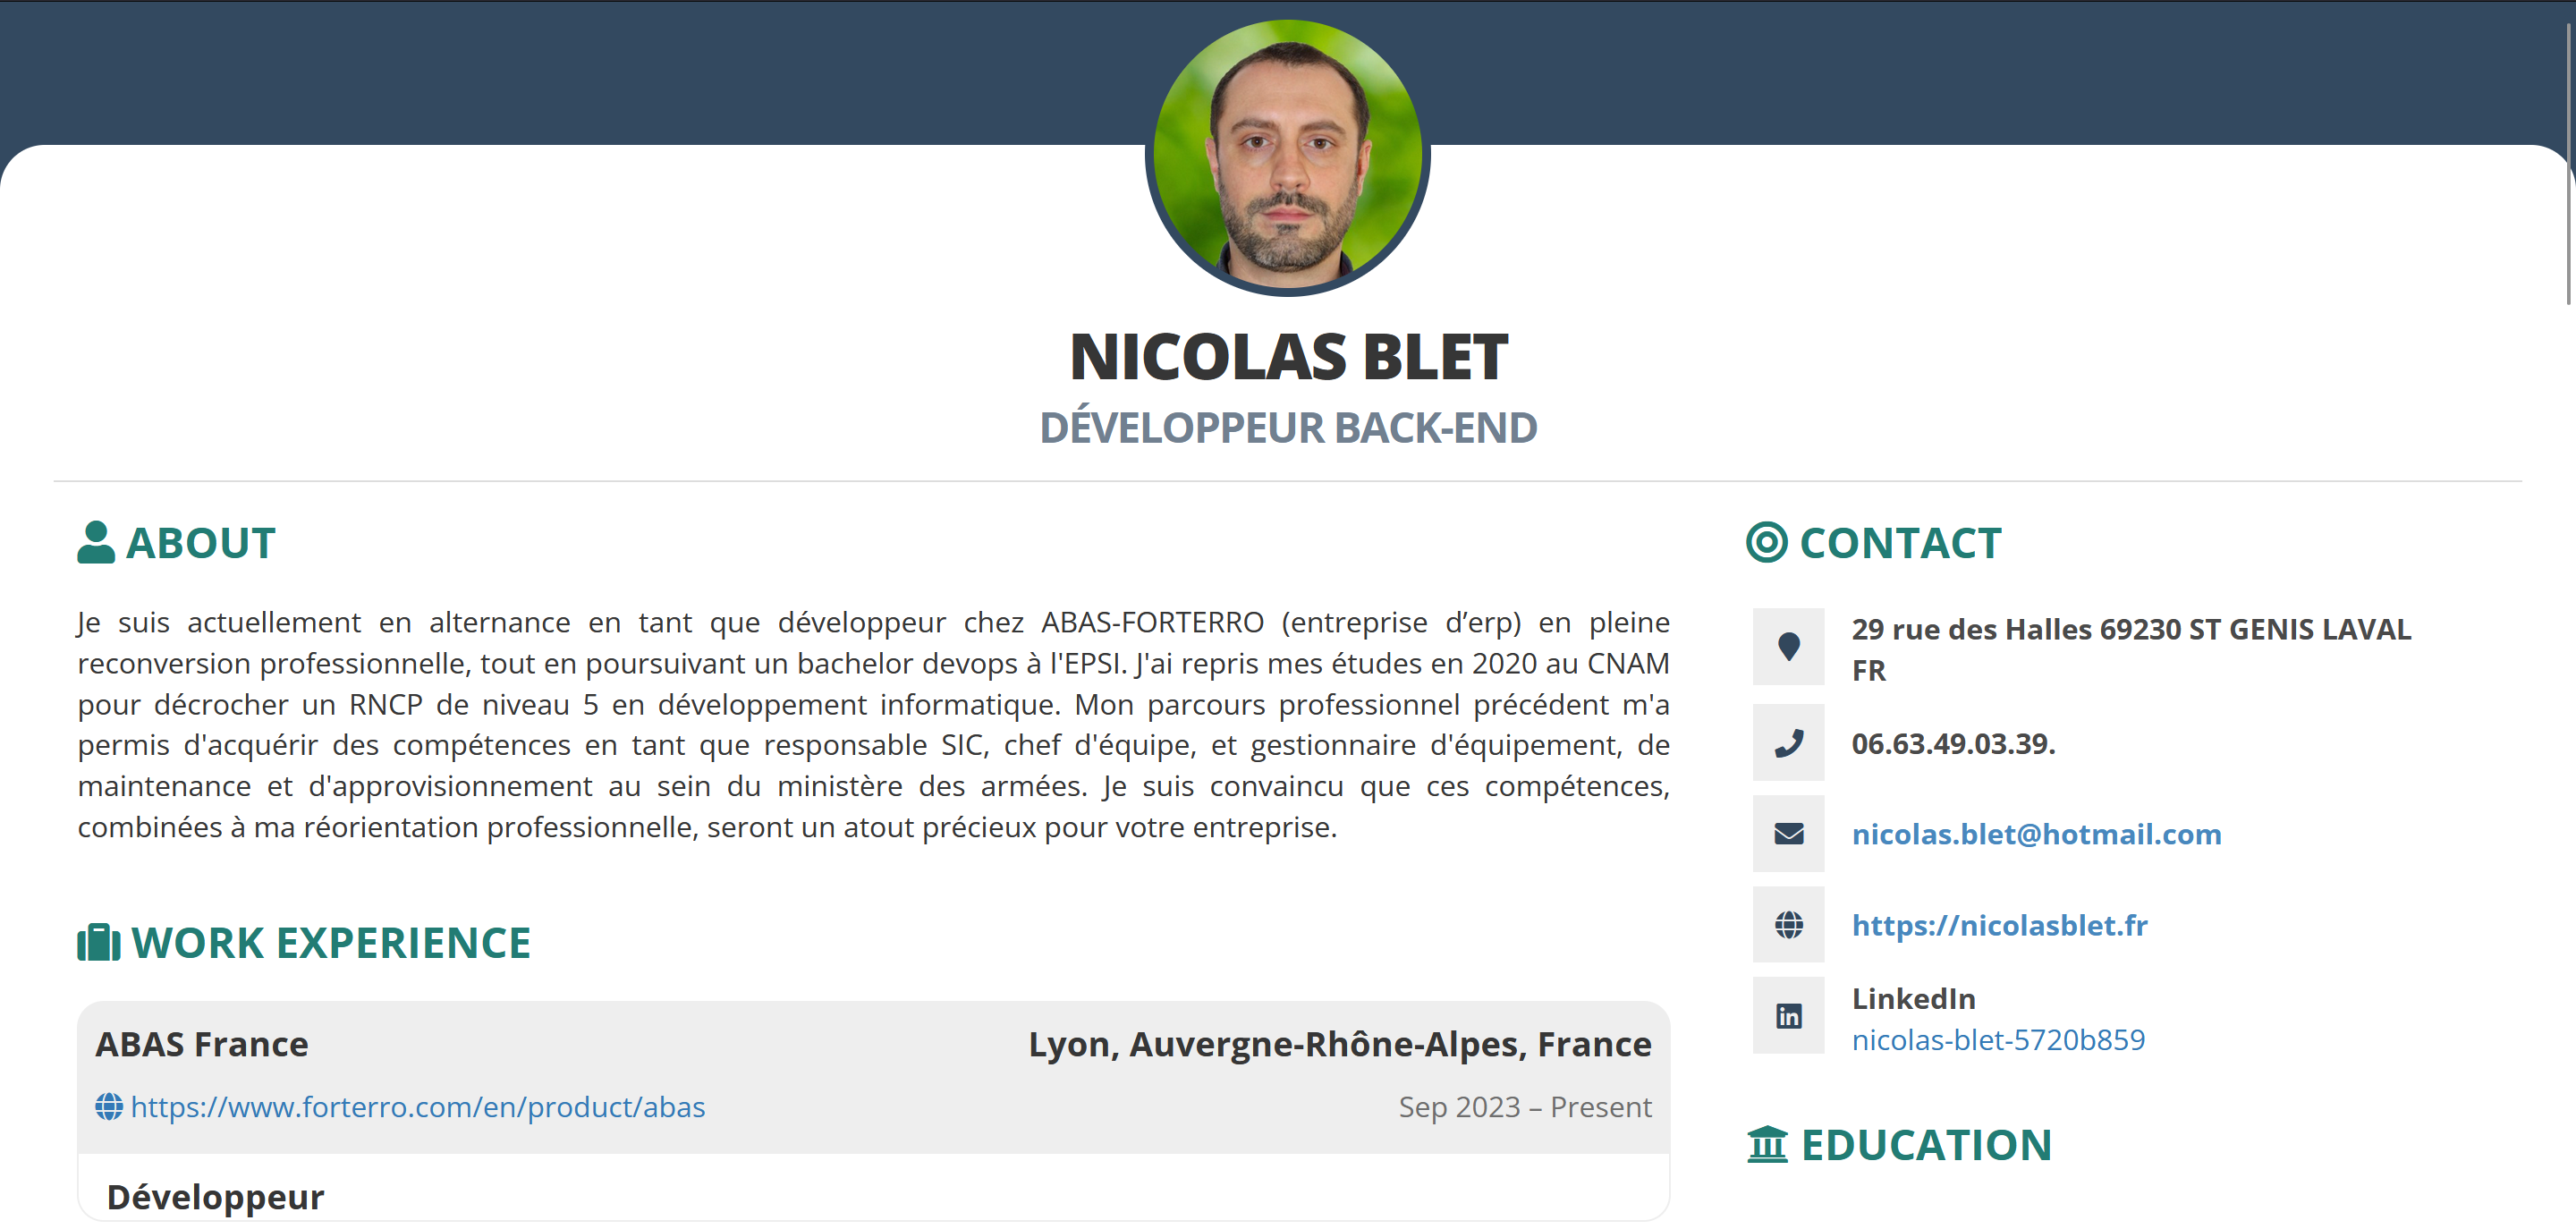 NICOLAS BLET
DÉVELOPPEUR BACK-END
ABOUT
Je suis actuellement en alternance en tant que développeur chez ABAS-FORTERRO (entreprise d’erp) en pleine
reconversion professionnelle, tout en poursuivant un bachelor devops à l'EPSI. J'ai repris mes études en 2020 au CNAM
pour décrocher un RNCP de niveau 5 en développement informatique. Mon parcours professionnel précédent m'a
permis d'acquérir des compétences en tant que responsable SIC, chef d'équipe, et gestionnaire d'équipement, de
maintenance et d'approvisionnement au sein du ministère des armées. Je suis convaincu que ces compétences,
combinées à ma réorientation professionnelle, seront un atout précieux pour votre entreprise.
WORK EXPERIENCE
ABAS France
Lyon, Auvergne-Rhône-Alpes, France
https://www.forterro.com/en/product/abas
Sep 2023 – Present
Développeur
CONTACT
29 rue des Halles 69230 ST GENIS LAVAL
FR
06.63.49.03.39.
nicolas.blet@hotmail.com
https://nicolasblet.fr
LinkedIn
nicolas-blet-5720b859
EDUCATION